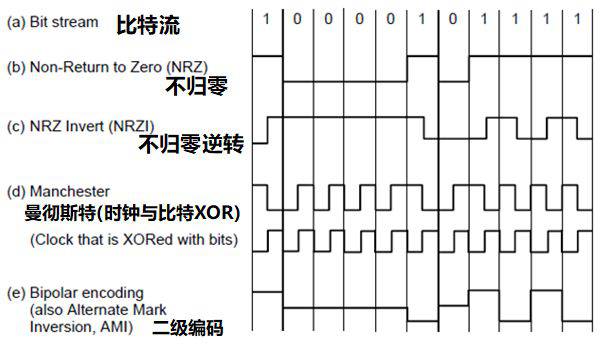 (a) Bit stream 比特流 1 0 0 0 0 1 0 1 1 1 1
(b) Non-Return to Zero (NRZ)
不归零
(c) NRZ Invert (NRZI)
不归零逆转
(d) Manchester
曼彻斯特(时钟与比特XOR)
(Clock that is XORed with bits)
(e) Bipolar encoding
(also Alternate Mark
Inversion, AMI) 二级编码